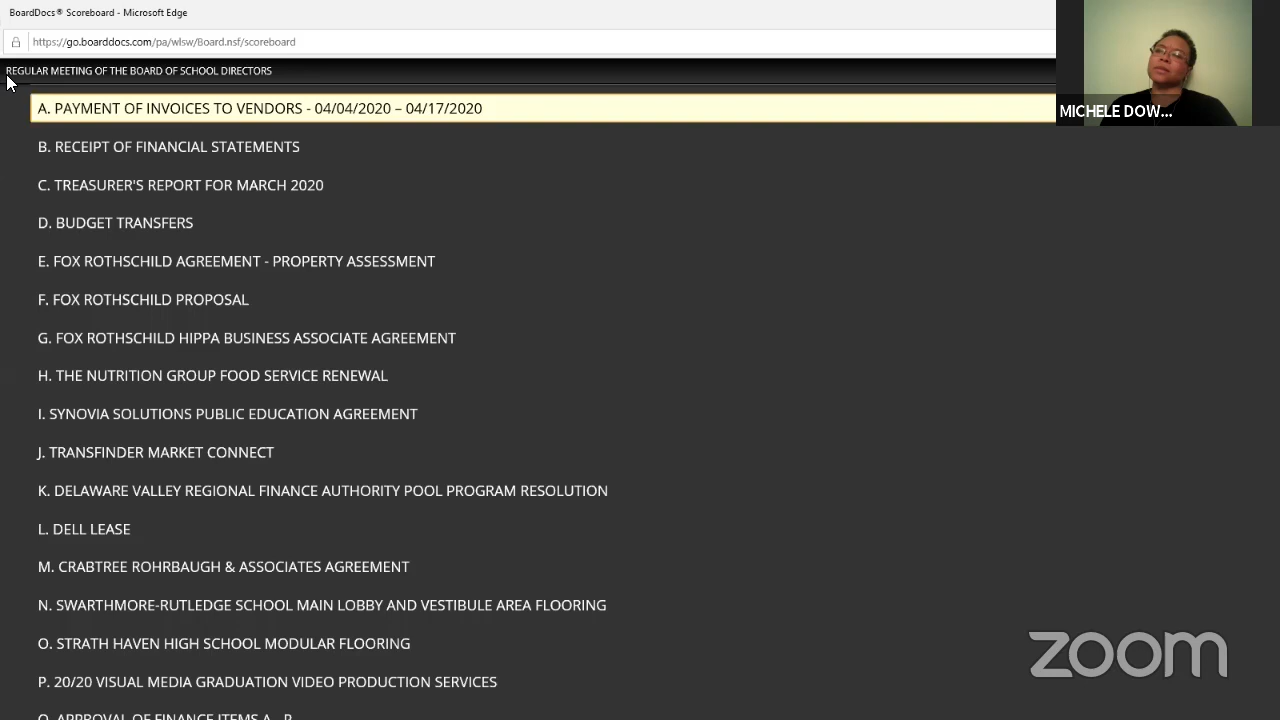 BoardDocs® Scoreboard - Microsoft Edge
https://go.boarddocs.com/pa/wlsw/Board.nsf/scoreboard
REGULAR MEETING OF THE BOARD OF SCHOOL DIRECTORS
A. PAYMENT OF INVOICES TO VENDORS - 04/04/2020 – 04/17/2020
MICHELE DOW...
B. RECEIPT OF FINANCIAL STATEMENTS
C. TREASURER'S REPORT FOR MARCH 2020
D. BUDGET TRANSFERS
E. FOX ROTHSCHILD AGREEMENT - PROPERTY ASSESSMENT
F. FOX ROTHSCHILD PROPOSAL
G. FOX ROTHSCHILD HIPPA BUSINESS ASSOCIATE AGREEMENT
H. THE NUTRITION GROUP FOOD SERVICE RENEWAL
I. SYNOVIA SOLUTIONS PUBLIC EDUCATION AGREEMENT
J. TRANSFINDER MARKET CONNECT
K. DELAWARE VALLEY REGIONAL FINANCE AUTHORITY POOL PROGRAM RESOLUTION
L. DELL LEASE
M. CRABTREE ROHRBAUGH & ASSOCIATES AGREEMENT
N. SWARTHMORE-RUTLEDGE SCHOOL MAIN LOBBY AND VESTIBULE AREA FLOORING
O. STRATH HAVEN HIGH SCHOOL MODULAR FLOORING
P. 20/20 VISUAL MEDIA GRADUATION VIDEO PRODUCTION SERVICES
Q. APPROVAL OF FINANCE ITEMS A - P
zoom